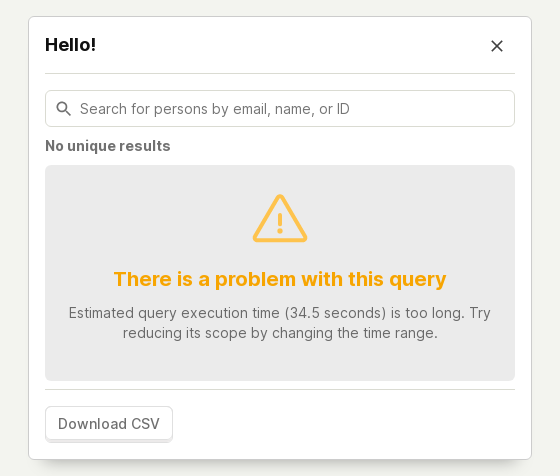 Hello!
Search for persons by email, name, or ID
No unique results
There is a problem with this query
Estimated query execution time (34.5 seconds) is too long. Try
reducing its scope by changing the time range.
Download CSV